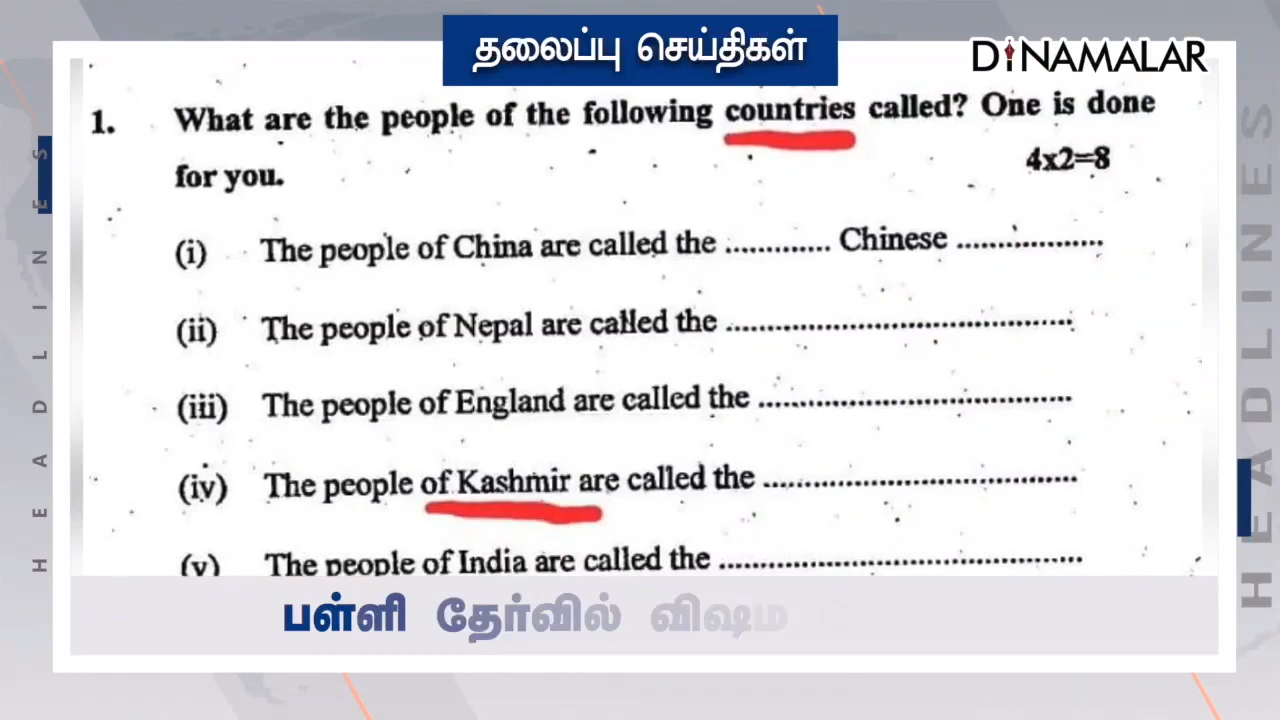 தலைப்பு செய்திகள்
DINAMALAR
1. What are the people of the following countries called? One is done
for you. 4x2=8
(i) The people of China are called the ............. Chinese ..................
(ii) The people of Nepal are called the ..........................................
(iii) The people of England are called the ......................................
(iv) The people of Kashmir are called the ......................................
(v) The people of India are called the ............................................
பள்ளி தேர்வில் விஷம
HEADLINES
HEADLINES